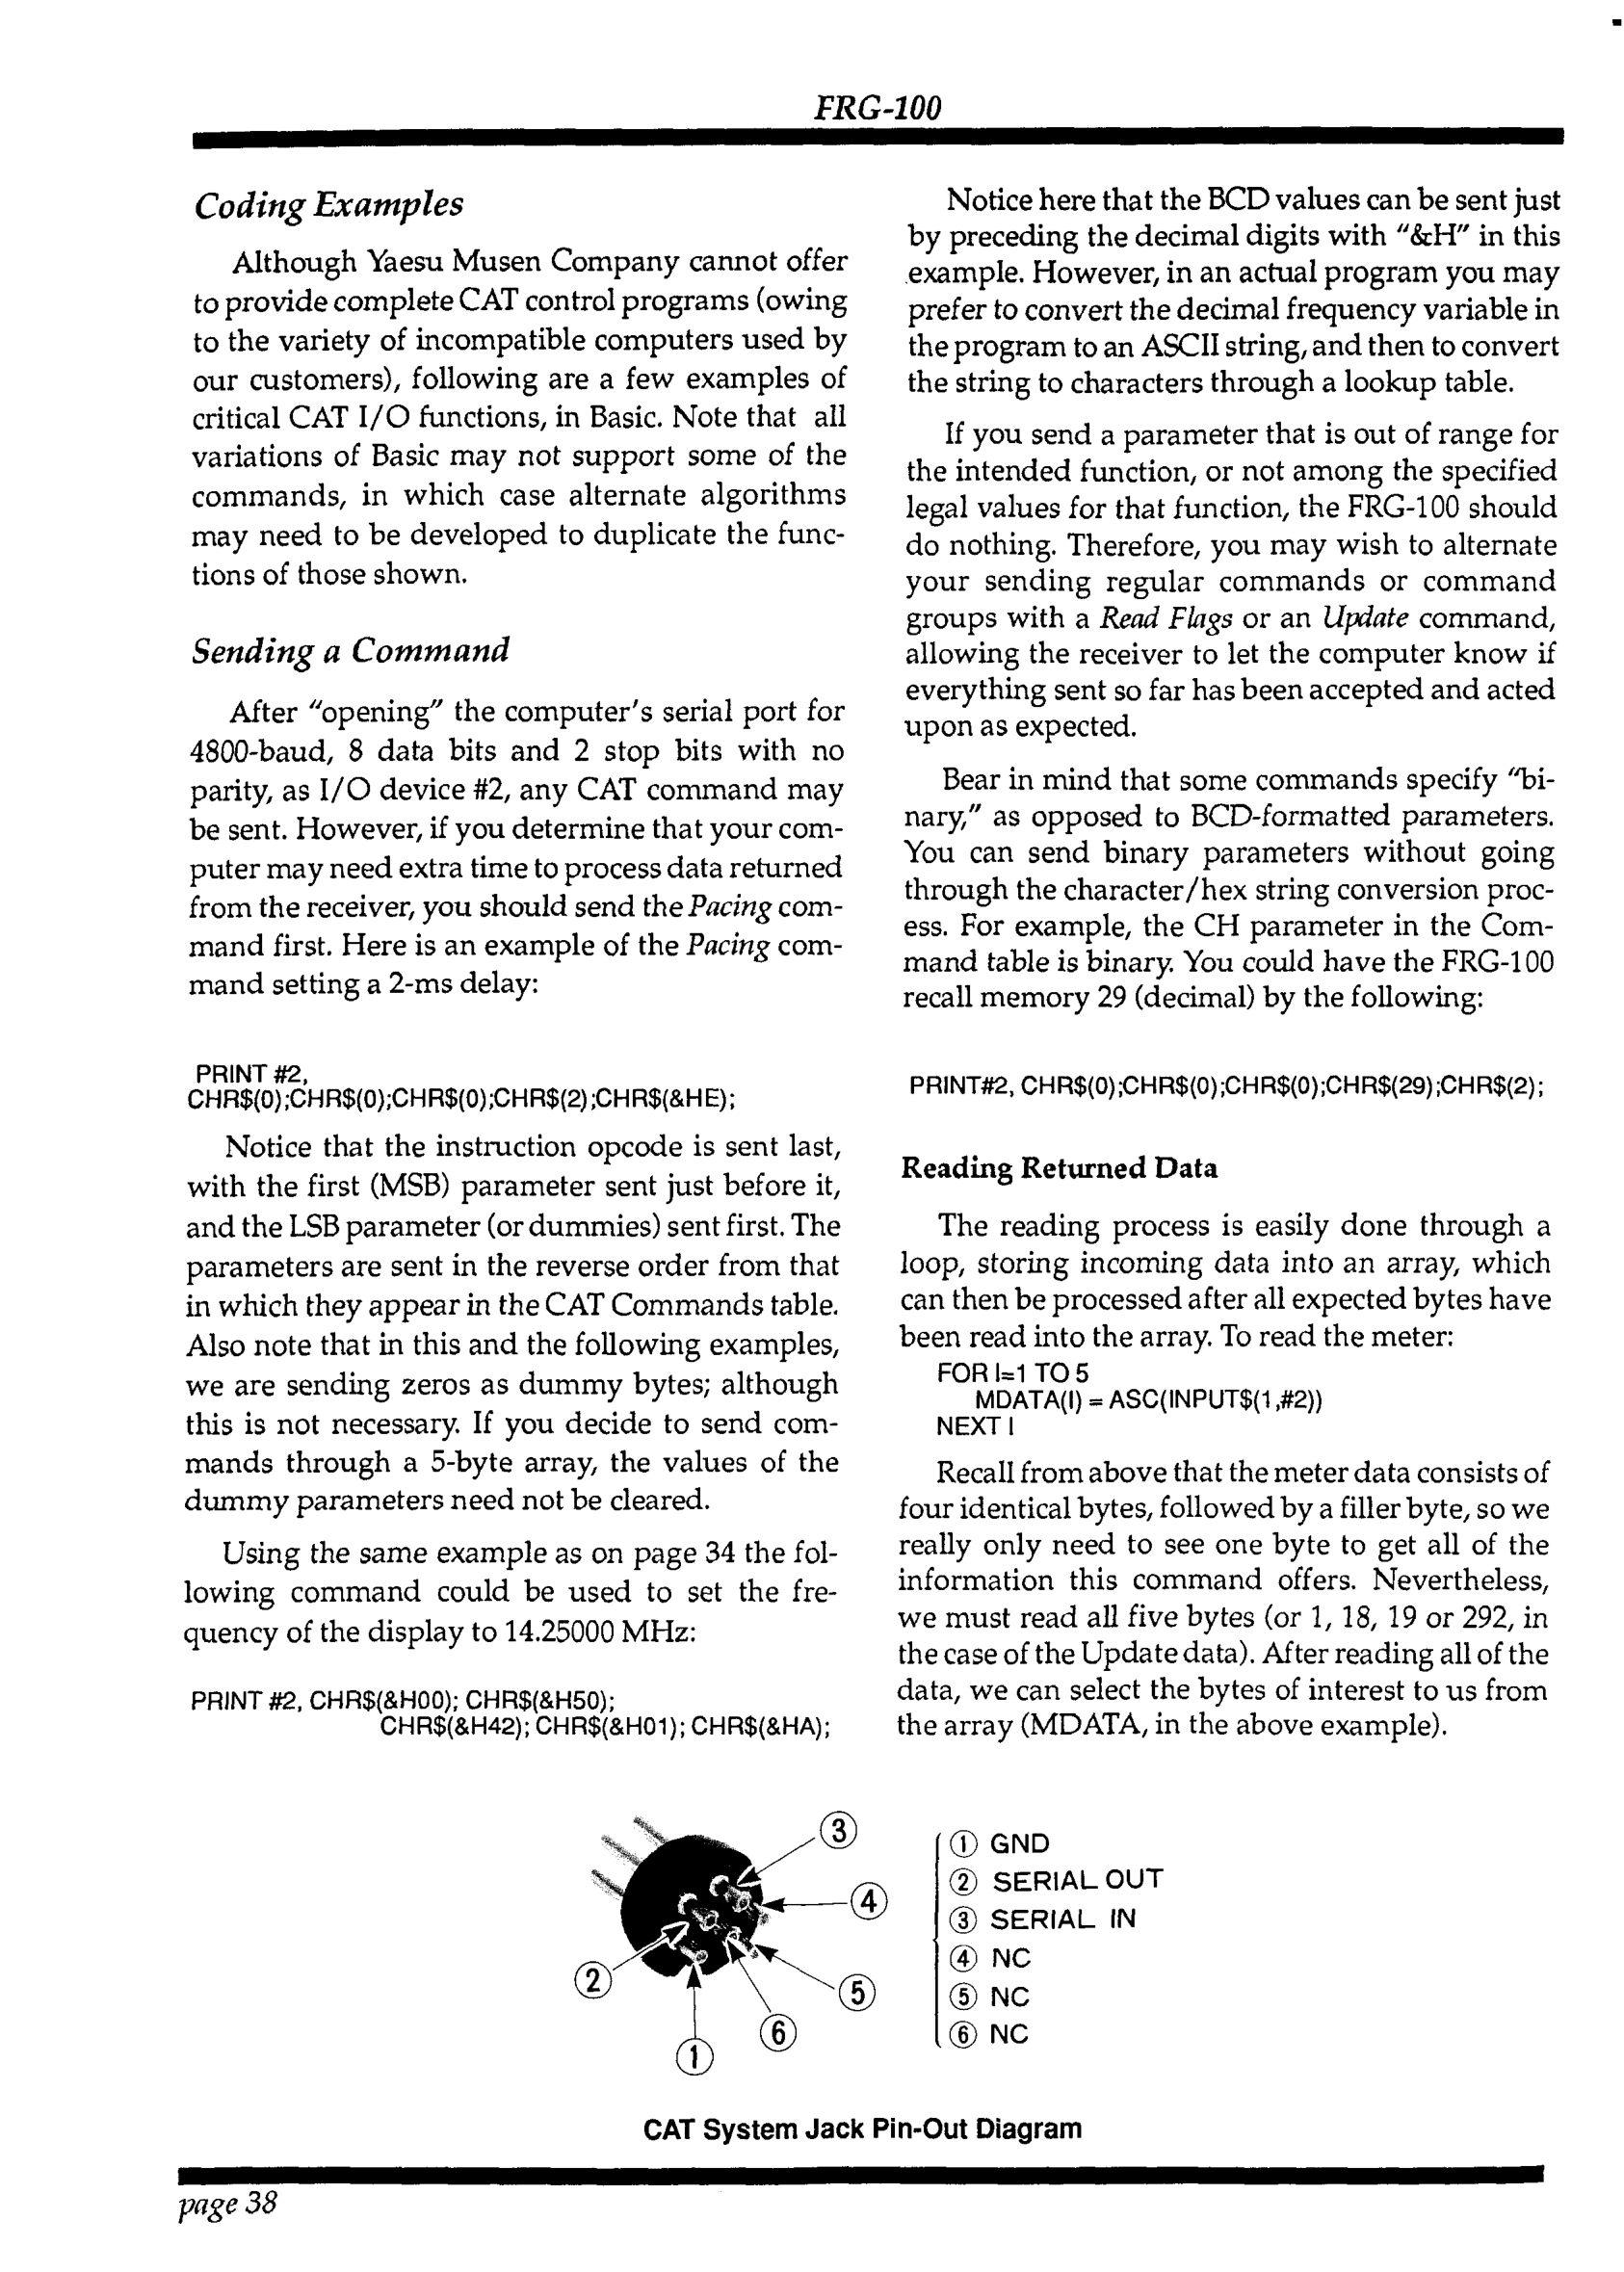 FRG-100
Coding Examples
Although Yaesu Musen Company cannot offer
to provide complete CAT control programs (owing
to the variety of incompatible computers used by
our customers), following are a few examples of
critical CAT I/O functions, in Basic. Note that all
variations of Basic may not support some of the
commands, in which case alternate algorithms
may need to be developed to duplicate the func-
tions of those shown.
Sending a Command
After "opening" the computer's serial port for
4800-baud, 8 data bits and 2 stop bits with no
parity, as I/O device #2, any CAT command may
be sent. However, if you determine that your com-
puter may need extra time to process data returned
from the receiver, you should send the Pacing com-
mand first. Here is an example of the Pacing com-
mand setting a 2-ms delay:
PRINT #2,
CHR$(0);CHR$(0);CHR$(0);CHR$(2);CHR$(&HE);
Notice that the instruction opcode is sent last,
with the first (MSB) parameter sent just before it,
and the LSB parameter (or dummies) sent first. The
parameters are sent in the reverse order from that
in which they appear in the CAT Commands table.
Also note that in this and the following examples,
we are sending zeros as dummy bytes; although
this is not necessary. If you decide to send com-
mands through a 5-byte array, the values of the
dummy parameters need not be cleared.
Using the same example as on page 34 the fol-
lowing command could be used to set the fre-
quency of the display to 14.25000 MHz:
PRINT #2, CHR$(&H00); CHR$(&H50);
CHR$(&H42); CHR$(&H01); CHR$(&HA);
Notice here that the BCD values can be sent just
by preceding the decimal digits with "&H" in this
example. However, in an actual program you may
prefer to convert the decimal frequency variable in
the program to an ASCII string, and then to convert
the string to characters through a lookup table.
If you send a parameter that is out of range for
the intended function, or not among the specified
legal values for that function, the FRG-100 should
do nothing. Therefore, you may wish to alternate
your sending regular commands or command
groups with a Read Flags or an Update command,
allowing the receiver to let the computer know if
everything sent so far has been accepted and acted
upon as expected.
Bear in mind that some commands specify "bi-
nary," as opposed to BCD-formatted parameters.
You can send binary parameters without going
through the character/hex string conversion proc-
ess. For example, the CH parameter in the Com-
mand table is binary. You could have the FRG-100
recall memory 29 (decimal) by the following:
PRINT#2, CHR$(0);CHR$(0);CHR$(0);CHR$(29);CHR$(2);
Reading Returned Data
The reading process is easily done through a
loop, storing incoming data into an array, which
can then be processed after all expected bytes have
been read into the array. To read the meter:
FOR I=1 TO 5
MDATA(I) = ASC(INPUT$(1,#2))
NEXT I
Recall from above that the meter data consists of
four identical bytes, followed by a filler byte, so we
really only need to see one byte to get all of the
information this command offers. Nevertheless,
we must read all five bytes (or 1, 18, 19 or 292, in
the case of the Update data). After reading all of the
data, we can select the bytes of interest to us from
the array (MDATA, in the above example).
③
④
②
⑤
⑥
①
① GND
② SERIAL OUT
③ SERIAL IN
④ NC
⑤ NC
⑥ NC
CAT System Jack Pin-Out Diagram
page 38